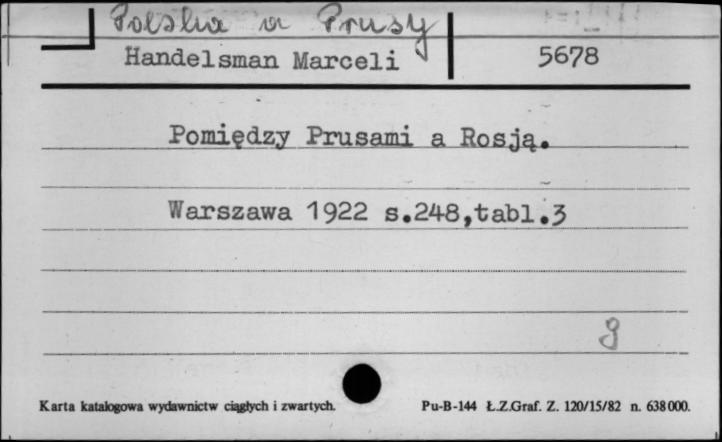 Polska a Prusy
Handelsman Marceli 5678
Pomiędzy Prusami a Rosją.
Warszawa 1922 s.248,tabl.3
g
Karta katalogowa wydawnictw ciągłych i zwartych. Pu-B-144 Ł.Z.Graf. Z. 120/15/82 n. 638000.